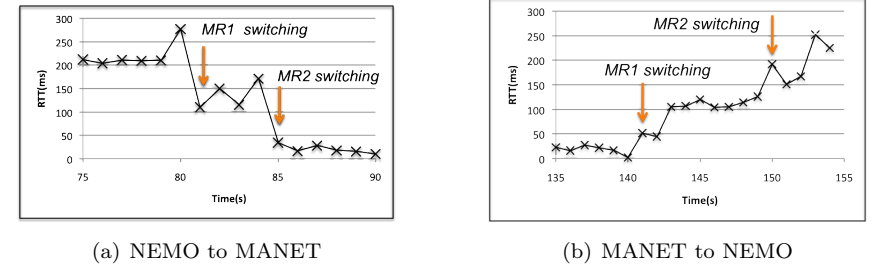 300
250
200
150
100
50
0
RTT(ms)
MR1 switching
MR2 switching
75
80
85
90
Time(s)
(a) NEMO to MANET
300
250
200
150
100
50
0
RTT(ms)
MR2 switching
MR1 switching
135
140
145
150
155
Time(s)
(b) MANET to NEMO